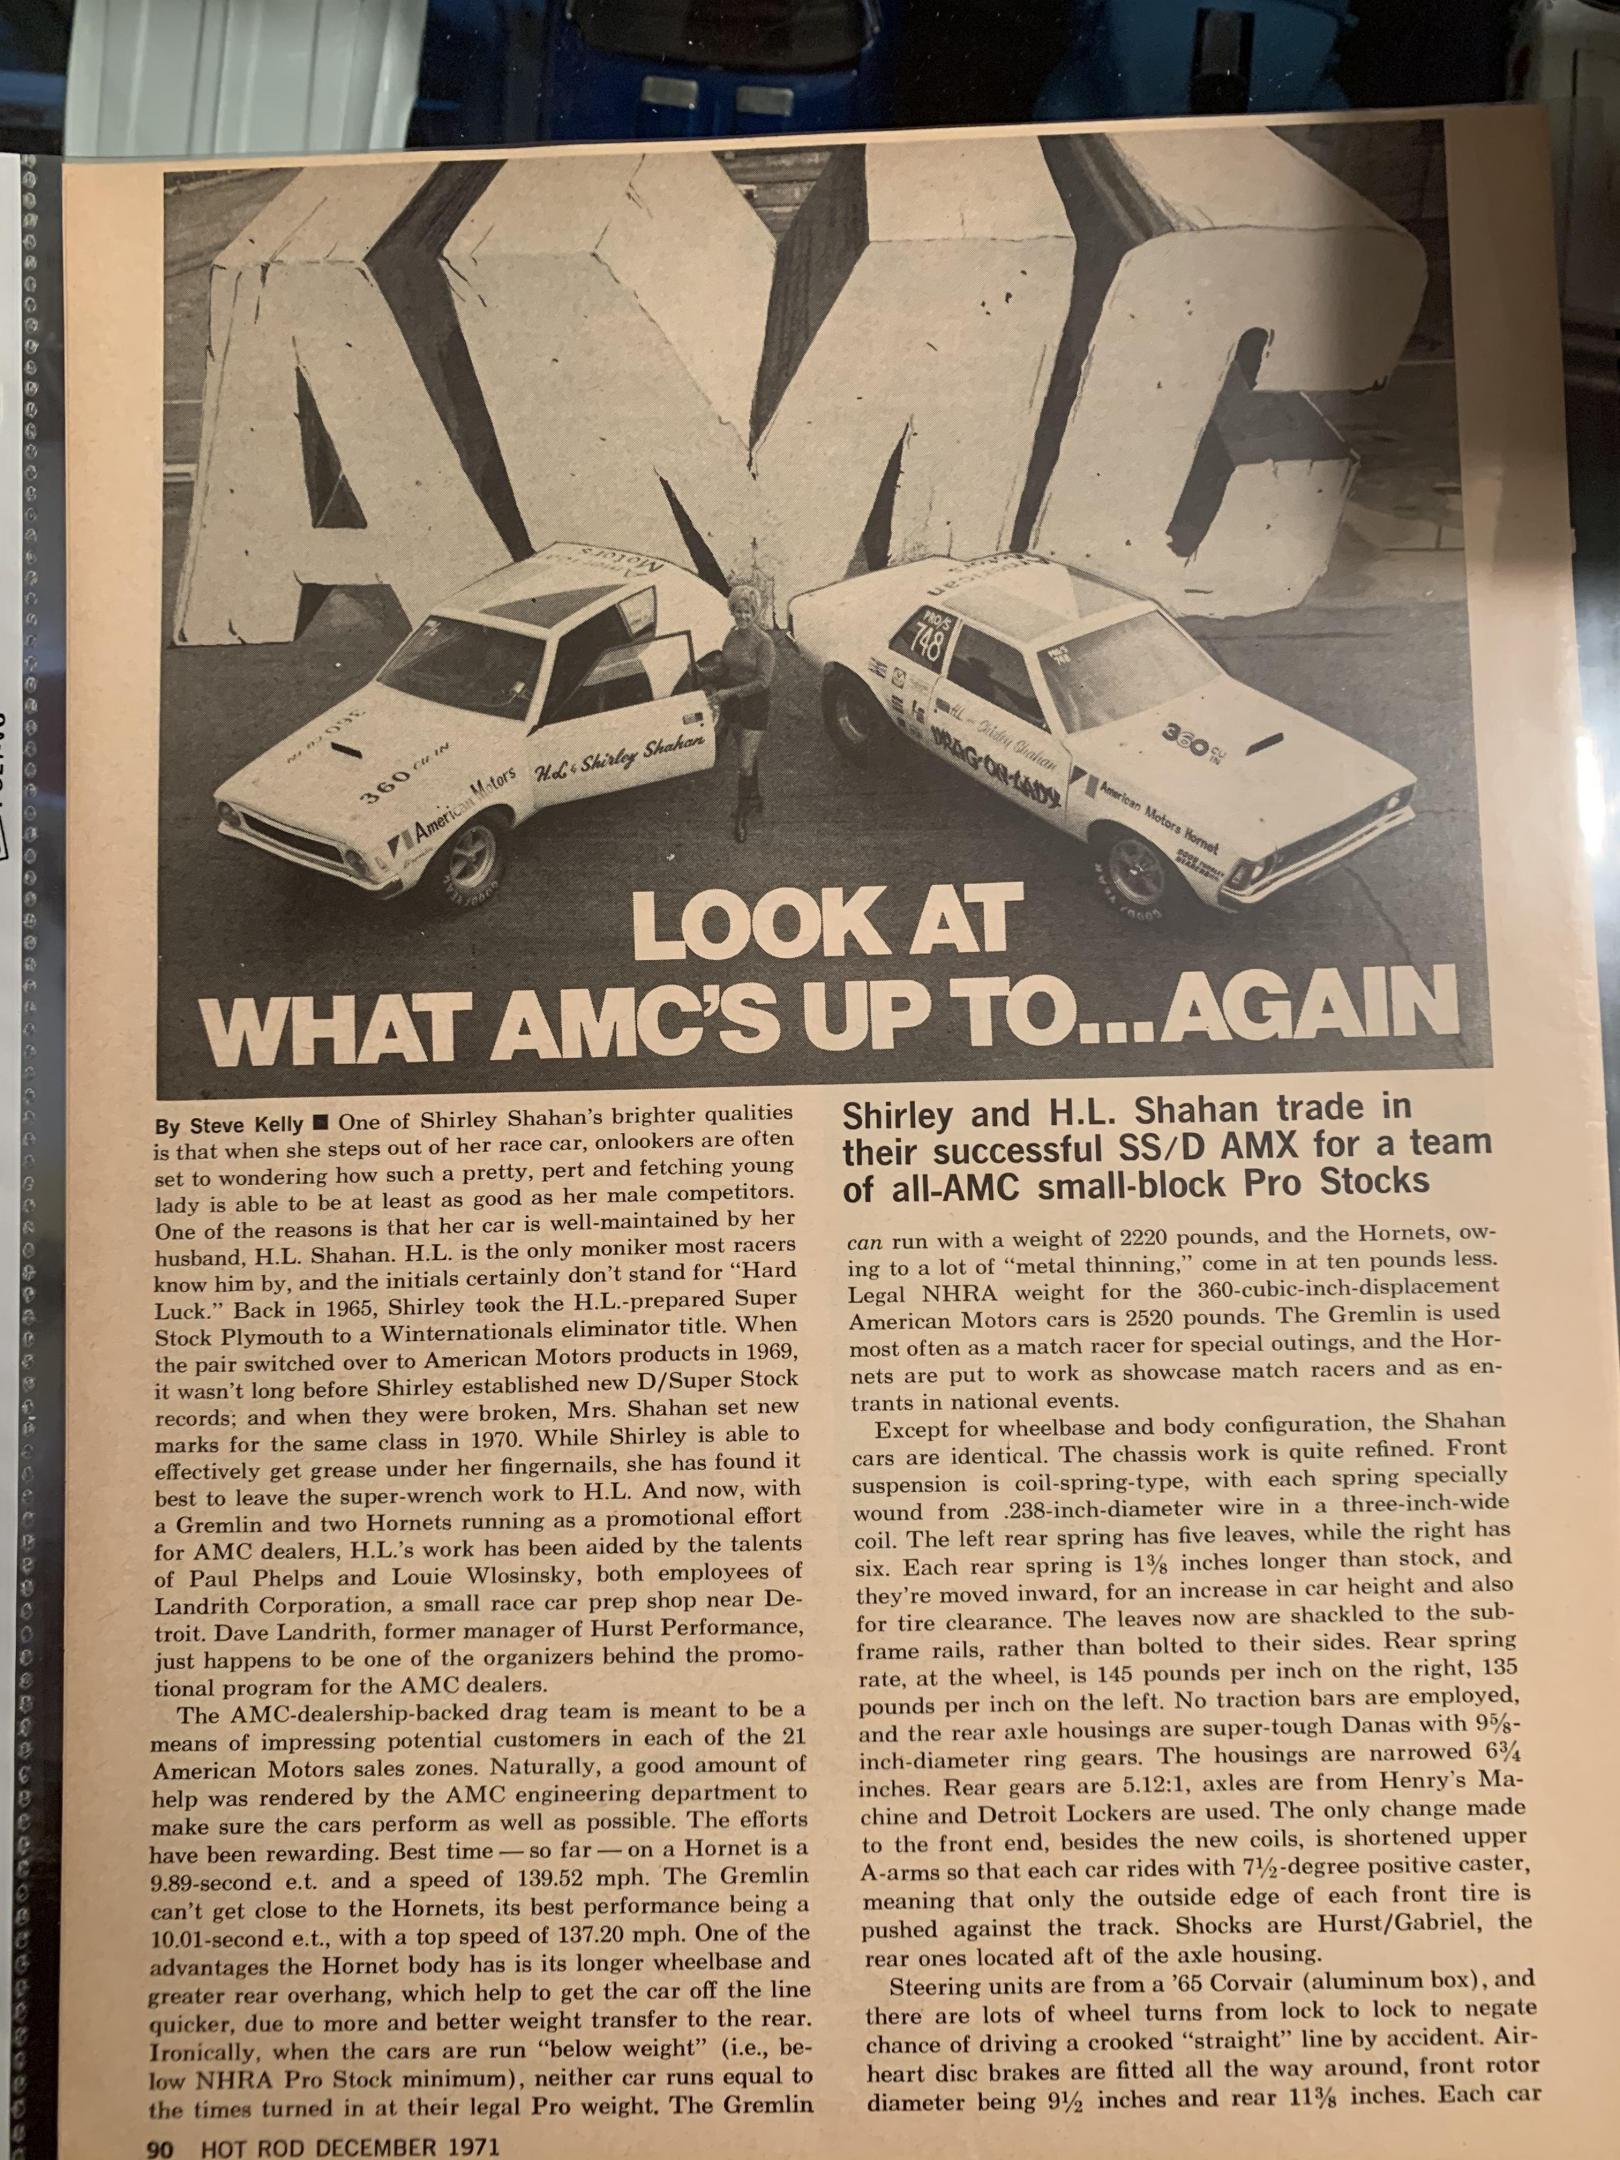 American
Motors
American
Motors
PRO/S
748
PRO/S
748
360 CU IN
360 CU IN
American Motors
H.L & Shirley Shahan
H.L. and Shirley Shahan
DRAG-ON-LADY
American Motors Hornet
GOODYEAR
GOODYEAR
LOOK AT
WHAT AMC'S UP TO...AGAIN
By Steve Kelly ■ One of Shirley Shahan's brighter qualities
is that when she steps out of her race car, onlookers are often
set to wondering how such a pretty, pert and fetching young
lady is able to be at least as good as her male competitors.
One of the reasons is that her car is well-maintained by her
husband, H.L. Shahan. H.L. is the only moniker most racers
know him by, and the initials certainly don't stand for "Hard
Luck." Back in 1965, Shirley took the H.L.-prepared Super
Stock Plymouth to a Winternationals eliminator title. When
the pair switched over to American Motors products in 1969,
it wasn't long before Shirley established new D/Super Stock
records; and when they were broken, Mrs. Shahan set new
marks for the same class in 1970. While Shirley is able to
effectively get grease under her fingernails, she has found it
best to leave the super-wrench work to H.L. And now, with
a Gremlin and two Hornets running as a promotional effort
for AMC dealers, H.L.'s work has been aided by the talents
of Paul Phelps and Louie Wlosinsky, both employees of
Landrith Corporation, a small race car prep shop near De-
troit. Dave Landrith, former manager of Hurst Performance,
just happens to be one of the organizers behind the promo-
tional program for the AMC dealers.
The AMC-dealership-backed drag team is meant to be a
means of impressing potential customers in each of the 21
American Motors sales zones. Naturally, a good amount of
help was rendered by the AMC engineering department to
make sure the cars perform as well as possible. The efforts
have been rewarding. Best time — so far — on a Hornet is a
9.89-second e.t. and a speed of 139.52 mph. The Gremlin
can't get close to the Hornets, its best performance being a
10.01-second e.t., with a top speed of 137.20 mph. One of the
advantages the Hornet body has is its longer wheelbase and
greater rear overhang, which help to get the car off the line
quicker, due to more and better weight transfer to the rear.
Ironically, when the cars are run "below weight" (i.e., be-
low NHRA Pro Stock minimum), neither car runs equal to
the times turned in at their legal Pro weight. The Gremlin
Shirley and H.L. Shahan trade in
their successful SS/D AMX for a team
of all-AMC small-block Pro Stocks
can run with a weight of 2220 pounds, and the Hornets, ow-
ing to a lot of "metal thinning," come in at ten pounds less.
Legal NHRA weight for the 360-cubic-inch-displacement
American Motors cars is 2520 pounds. The Gremlin is used
most often as a match racer for special outings, and the Hor-
nets are put to work as showcase match racers and as en-
trants in national events.
Except for wheelbase and body configuration, the Shahan
cars are identical. The chassis work is quite refined. Front
suspension is coil-spring-type, with each spring specially
wound from .238-inch-diameter wire in a three-inch-wide
coil. The left rear spring has five leaves, while the right has
six. Each rear spring is 1⅜ inches longer than stock, and
they're moved inward, for an increase in car height and also
for tire clearance. The leaves now are shackled to the sub-
frame rails, rather than bolted to their sides. Rear spring
rate, at the wheel, is 145 pounds per inch on the right, 135
pounds per inch on the left. No traction bars are employed,
and the rear axle housings are super-tough Danas with 9⅝-
inch-diameter ring gears. The housings are narrowed 6¾
inches. Rear gears are 5.12:1, axles are from Henry's Ma-
chine and Detroit Lockers are used. The only change made
to the front end, besides the new coils, is shortened upper
A-arms so that each car rides with 7½-degree positive caster,
meaning that only the outside edge of each front tire is
pushed against the track. Shocks are Hurst/Gabriel, the
rear ones located aft of the axle housing.
Steering units are from a '65 Corvair (aluminum box), and
there are lots of wheel turns from lock to lock to negate
chance of driving a crooked "straight" line by accident. Air-
heart disc brakes are fitted all the way around, front rotor
diameter being 9½ inches and rear 11⅜ inches. Each car
90 HOT ROD DECEMBER 1971